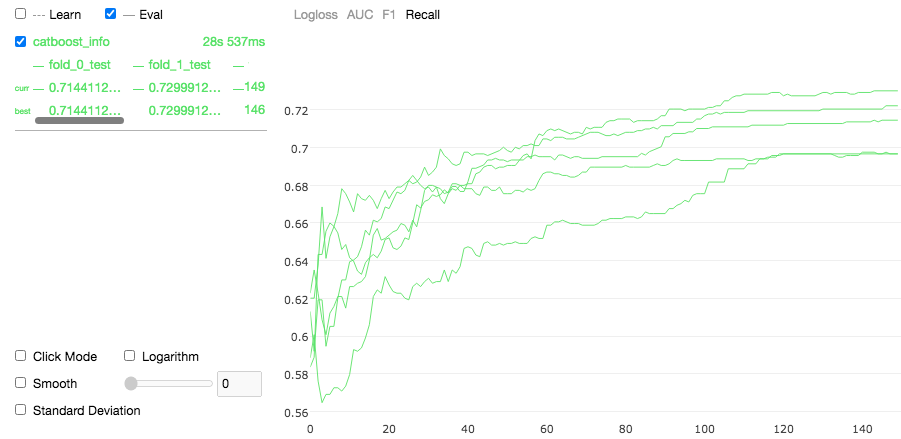 --- Learn — Eval
Logloss AUC F1 Recall
catboost_info 28s 537ms
— fold_0_test — fold_1_test —
curr — 0.7144112... 0.7299912... —149
best 0.7144112... 0.7299912... 146
0.72
0.7
0.68
0.66
0.64
0.62
0.6
0.58
0.56
0 20 40 60 80 100 120 140
Click Mode Logarithm
Smooth 0
Standard Deviation